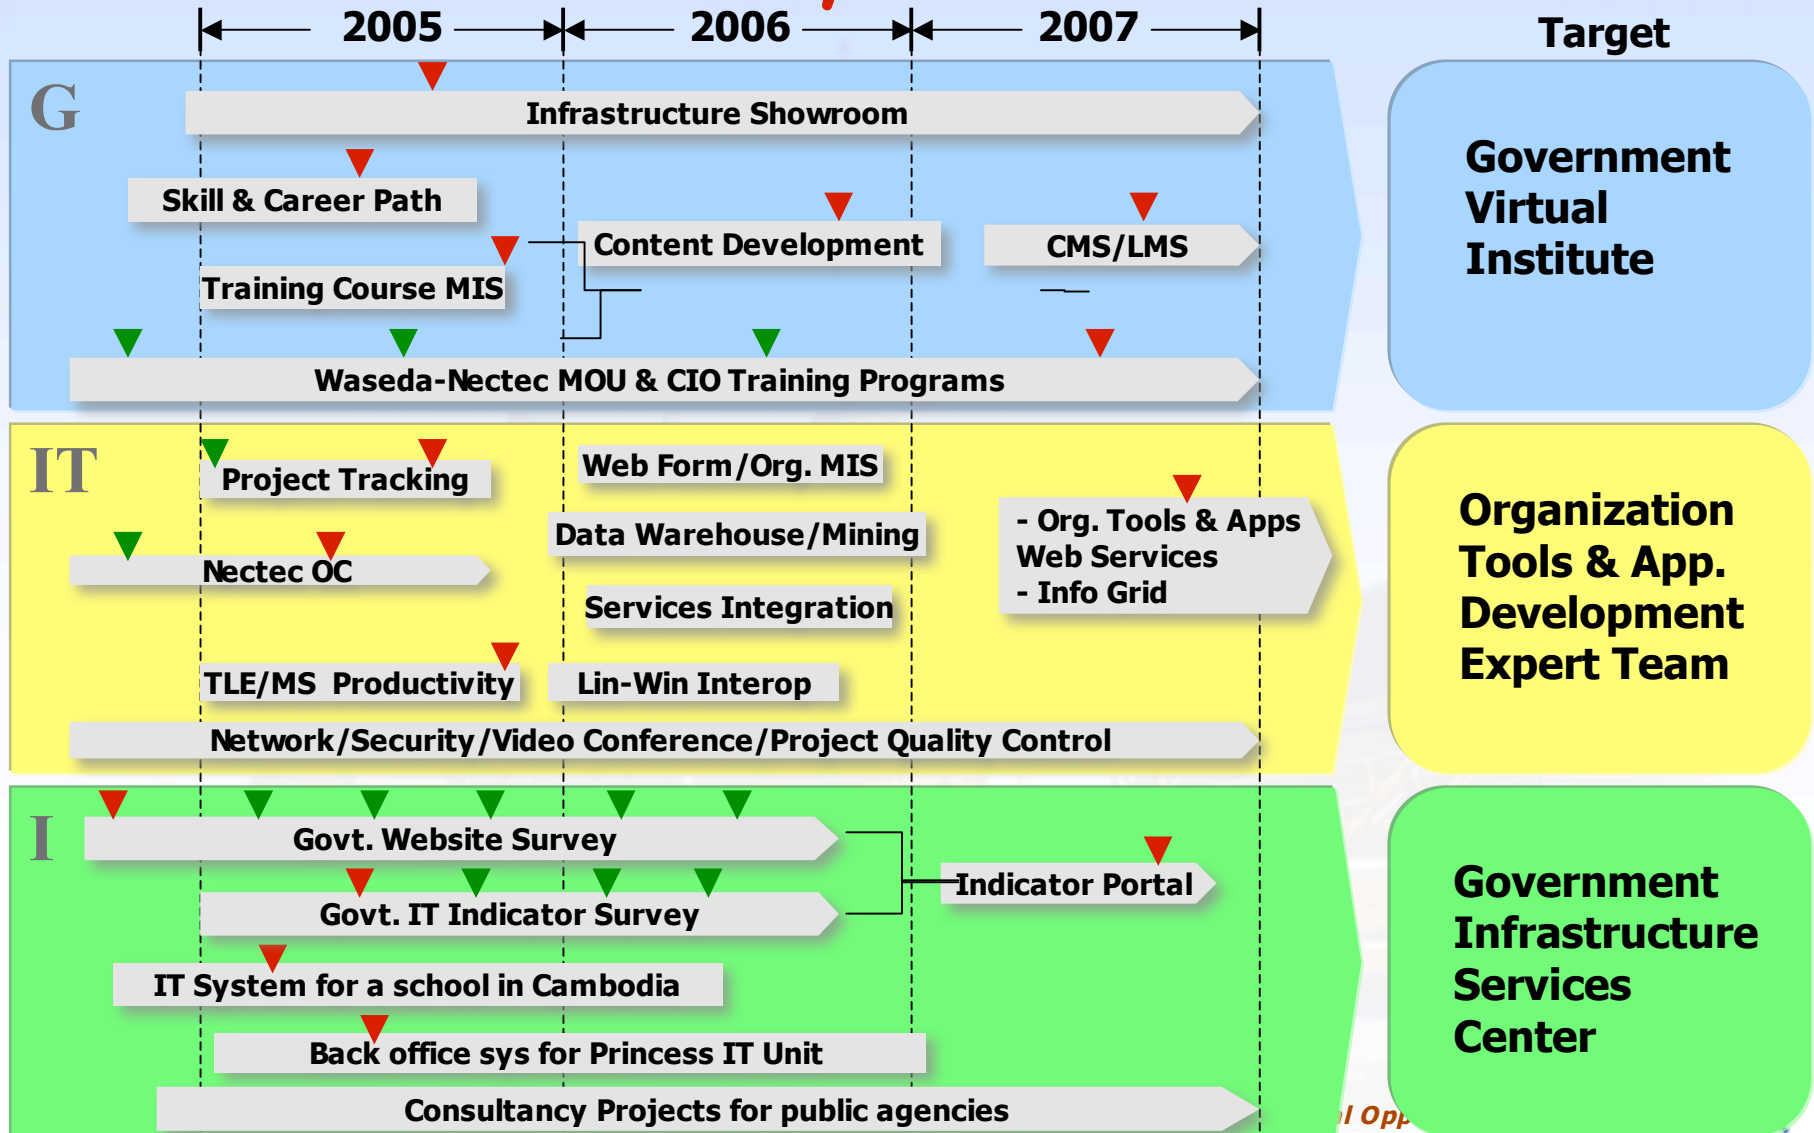 2005
2006
2007
Target
G
Infrastructure Showroom
Skill & Career Path
Content Development
CMS/LMS
Training Course MIS
Waseda-Nectec MOU & CIO Training Programs
Government
Virtual
Institute
IT
Project Tracking
Web Form/Org. MIS
Data Warehouse/Mining
Nectec OC
Services Integration
- Org. Tools & Apps
Web Services
- Info Grid
TLE/MS Productivity
Lin-Win Interop
Network/Security/Video Conference/Project Quality Control
Organization
Tools & App.
Development
Expert Team
I
Govt. Website Survey
Govt. IT Indicator Survey
Indicator Portal
IT System for a school in Cambodia
Back office sys for Princess IT Unit
Consultancy Projects for public agencies
Government
Infrastructure
Services
Center